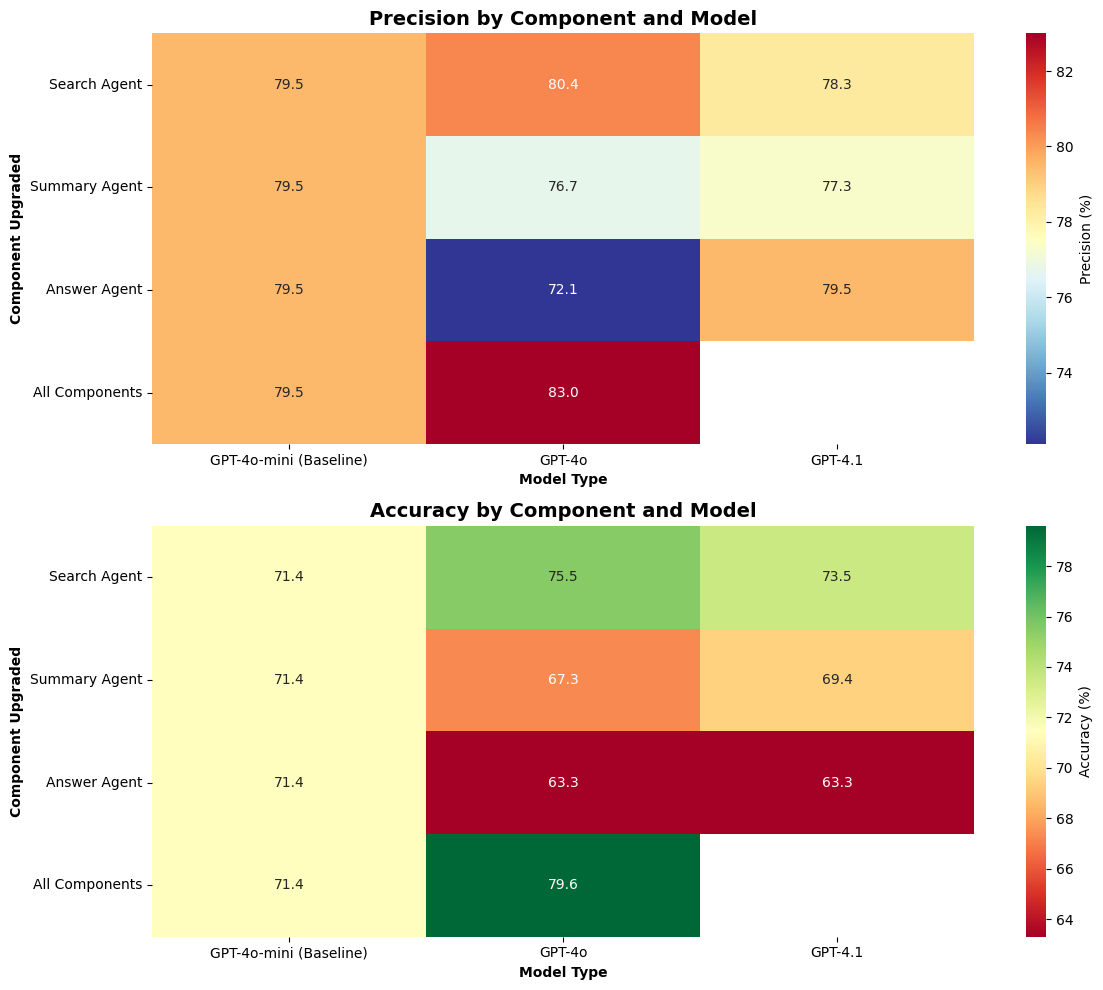 Precision by Component and Model
Component Upgraded
Search Agent 79.5 80.4 78.3
Summary Agent 79.5 76.7 77.3
Answer Agent 79.5 72.1 79.5
All Components 79.5 83.0
GPT-4o-mini (Baseline) GPT-4o GPT-4.1
Model Type
82
80
78
76
74
Precision (%)
Accuracy by Component and Model
Component Upgraded
Search Agent 71.4 75.5 73.5
Summary Agent 71.4 67.3 69.4
Answer Agent 71.4 63.3 63.3
All Components 71.4 79.6
GPT-4o-mini (Baseline) GPT-4o GPT-4.1
Model Type
78
76
74
72
70
68
66
64
Accuracy (%)